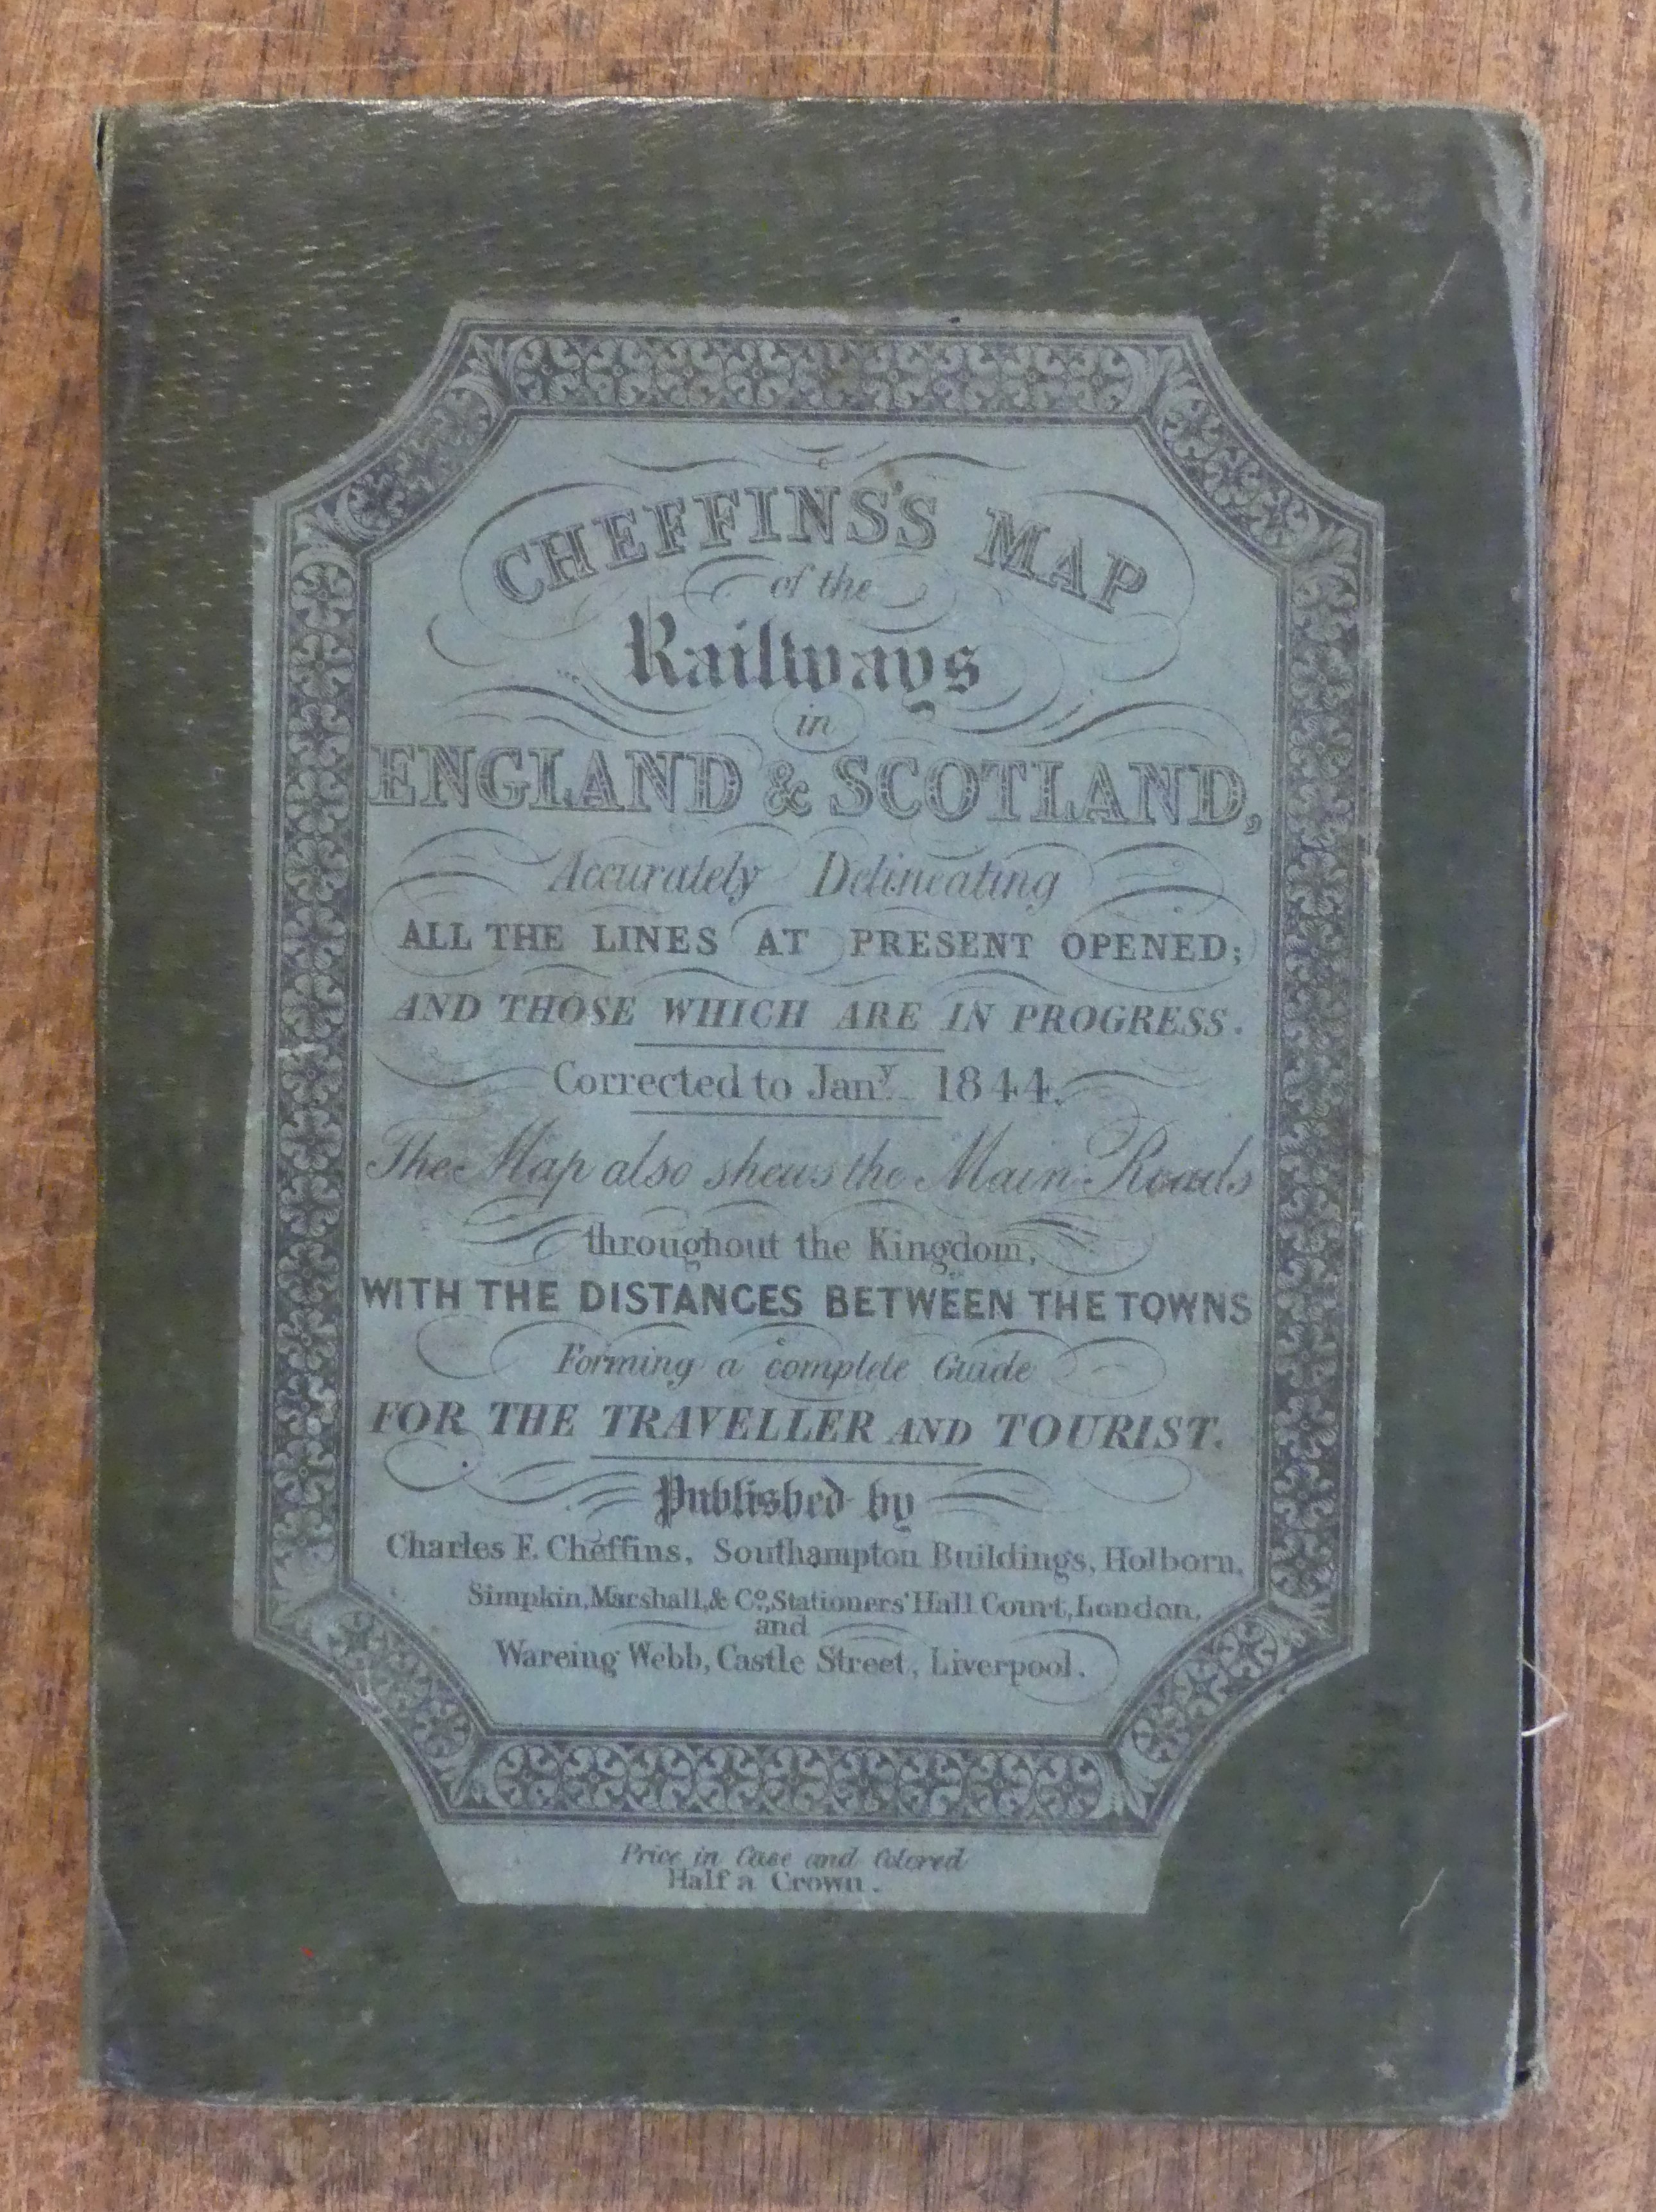 CHEFFINS'S MAP
of the
Railways
in
ENGLAND & SCOTLAND,
Accurately Delineating
ALL THE LINES AT PRESENT OPENED;
AND THOSE WHICH ARE IN PROGRESS.
Corrected to Jany. 1844.
The Map also shews the Main Roads
throughout the Kingdom,
WITH THE DISTANCES BETWEEN THE TOWNS
Forming a complete Guide
FOR THE TRAVELLER AND TOURIST.
Published by
Charles F. Cheffins, Southampton Buildings, Holborn,
Simpkin, Marshall, & Co., Stationers' Hall Court, London,
and
Wareing Webb, Castle Street, Liverpool.
Price in Case and Colored
Half a Crown.